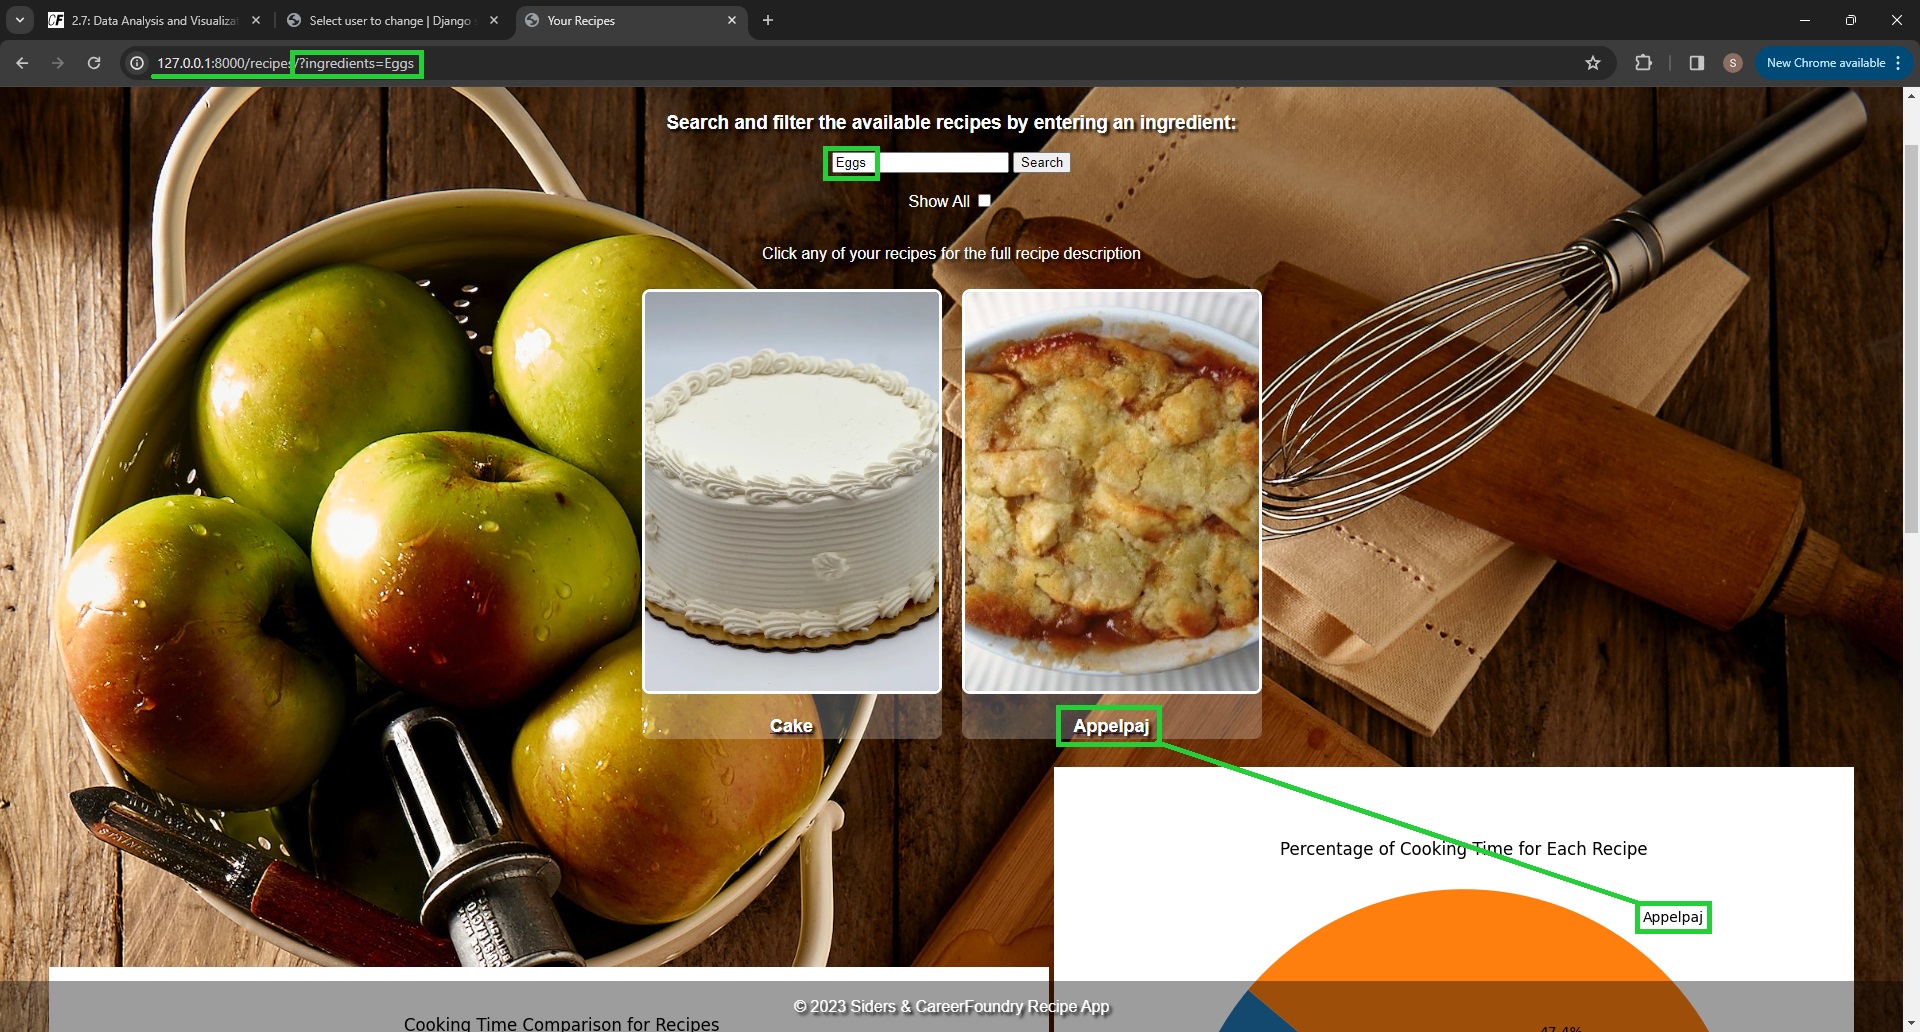 CF 2.7: Data Analysis and Visualiza
Select user to change | Django
Your Recipes
127.0.0.1:8000/recipes/?ingredients=Eggs
S
New Chrome available
Search and filter the available recipes by entering an ingredient:
Eggs
Search
Show All
Click any of your recipes for the full recipe description
Cake
Appelpaj
Percentage of Cooking Time for Each Recipe
Appelpaj
47.4%
Cooking Time Comparison for Recipes
© 2023 Siders & CareerFoundry Recipe App